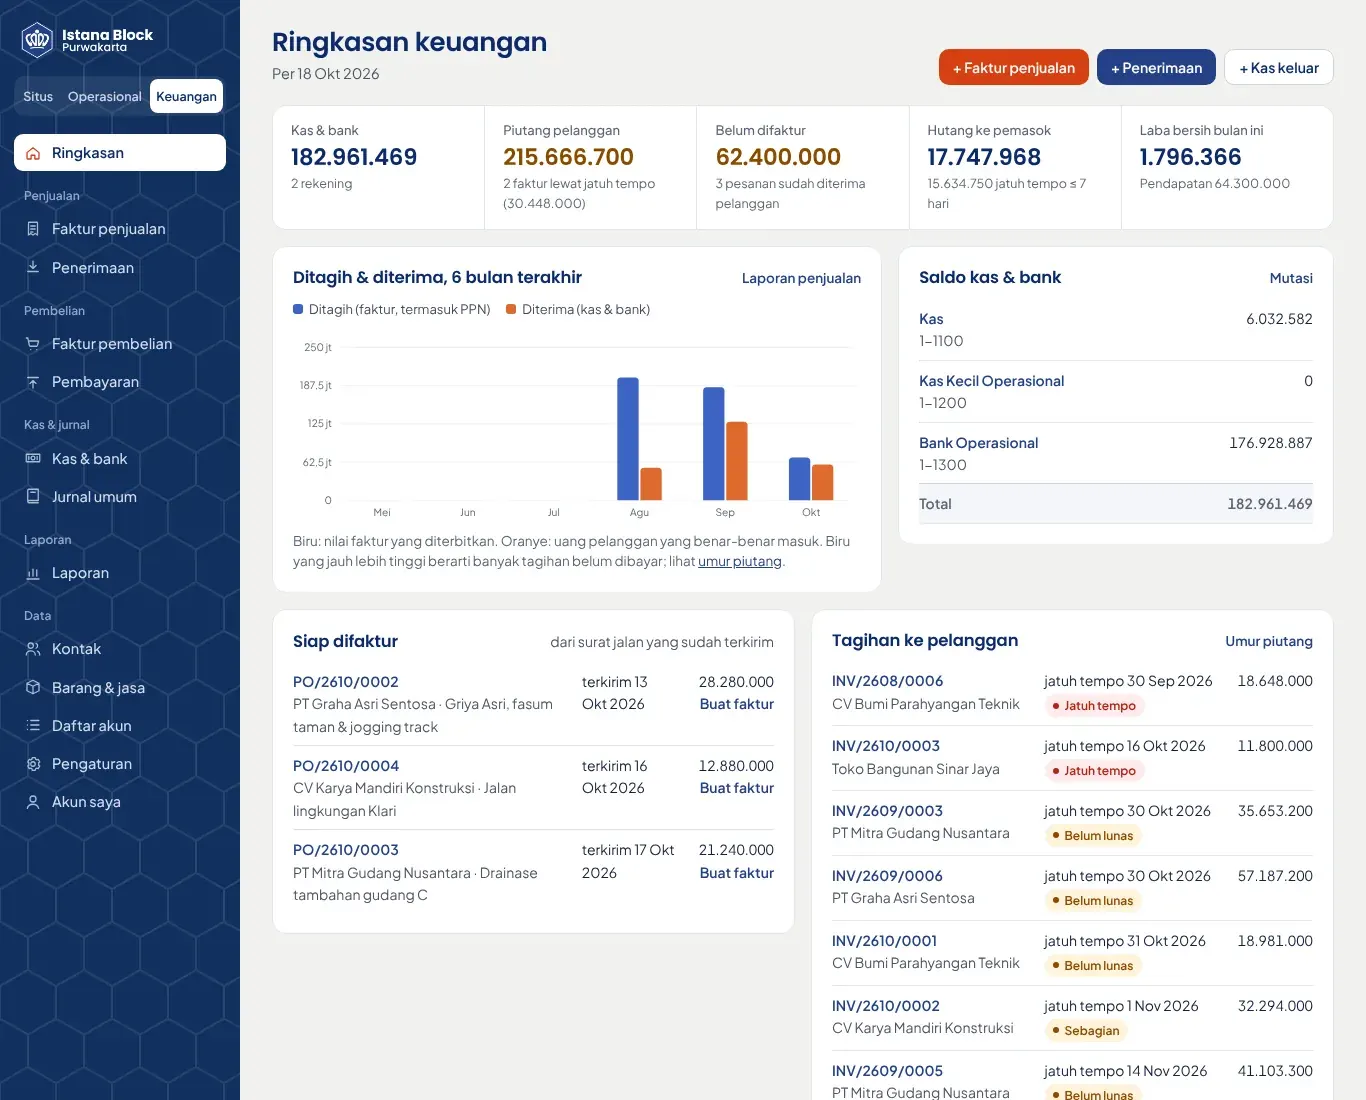 Istana Block
Purwakarta
Situs
Operasional
Keuangan
Ringkasan
Penjualan
Faktur penjualan
Penerimaan
Pembelian
Faktur pembelian
Pembayaran
Kas & jurnal
Kas & bank
Jurnal umum
Laporan
Laporan
Data
Kontak
Barang & jasa
Daftar akun
Pengaturan
Akun saya
Ringkasan keuangan
Per 18 Okt 2026
+ Faktur penjualan
+ Penerimaan
+ Kas keluar
Kas & bank
182.961.469
2 rekening
Piutang pelanggan
215.666.700
2 faktur lewat jatuh tempo
(30.448.000)
Belum difaktur
62.400.000
3 pesanan sudah diterima
pelanggan
Hutang ke pemasok
17.747.968
15.634.750 jatuh tempo ≤ 7
hari
Laba bersih bulan ini
1.796.366
Pendapatan 64.300.000
Ditagih & diterima, 6 bulan terakhir
Laporan penjualan
Ditagih (faktur, termasuk PPN)
Diterima (kas & bank)
250 jt
187,5 jt
125 jt
62,5 jt
0
Mei
Jun
Jul
Agu
Sep
Okt
Biru: nilai faktur yang diterbitkan. Oranye: uang pelanggan yang benar-benar masuk. Biru
yang jauh lebih tinggi berarti banyak tagihan belum dibayar; lihat umur piutang.
Saldo kas & bank
Mutasi
Kas
6.032.582
1-1100
Kas Kecil Operasional
0
1-1200
Bank Operasional
176.928.887
1-1300
Total
182.961.469
Siap difaktur
dari surat jalan yang sudah terkirim
PO/2610/0002
terkirim 13
28.280.000
PT Graha Asri Sentosa · Griya Asri, fasum
Okt 2026
Buat faktur
taman & jogging track
PO/2610/0004
terkirim 16
12.880.000
CV Karya Mandiri Konstruksi · Jalan
Okt 2026
Buat faktur
lingkungan Klari
PO/2610/0003
terkirim 17 Okt
21.240.000
PT Mitra Gudang Nusantara · Drainase
2026
Buat faktur
tambahan gudang C
Tagihan ke pelanggan
Umur piutang
INV/2608/0006
jatuh tempo 30 Sep 2026
18.648.000
CV Bumi Parahyangan Teknik
Jatuh tempo
INV/2610/0003
jatuh tempo 16 Okt 2026
11.800.000
Toko Bangunan Sinar Jaya
Jatuh tempo
INV/2609/0003
jatuh tempo 30 Okt 2026
35.653.200
PT Mitra Gudang Nusantara
Belum lunas
INV/2609/0006
jatuh tempo 30 Okt 2026
57.187.200
PT Graha Asri Sentosa
Belum lunas
INV/2610/0001
jatuh tempo 31 Okt 2026
18.981.000
CV Bumi Parahyangan Teknik
Belum lunas
INV/2610/0002
jatuh tempo 1 Nov 2026
32.294.000
CV Karya Mandiri Konstruksi
Sebagian
INV/2609/0005
jatuh tempo 14 Nov 2026
41.103.300
PT Mitra Gudang Nusantara
Belum lunas